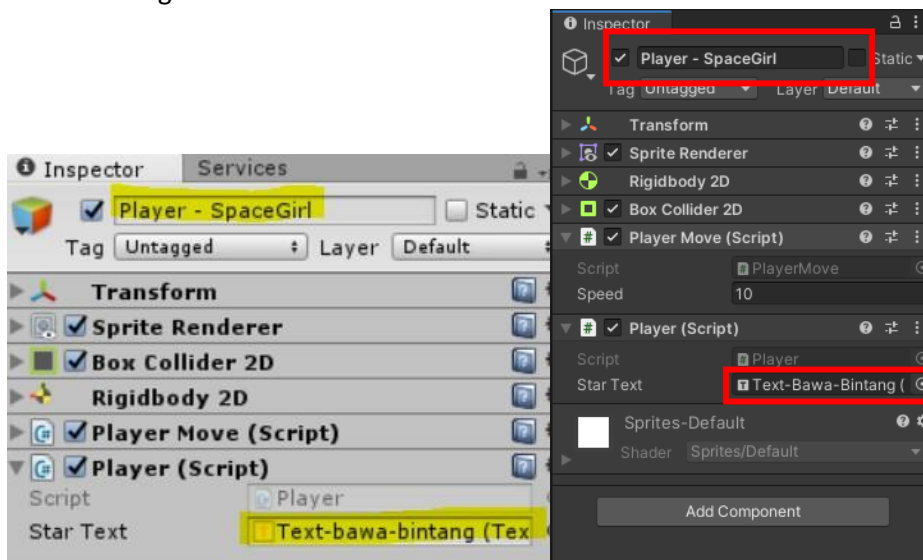 Inspector Services
Player - SpaceGirl Static
Tag Untagged Layer Default
Transform
Sprite Renderer
Box Collider 2D
Rigidbody 2D
Player Move (Script)
Player (Script)
Script Player
Star Text Text-bawa-bintang (Tex
Inspector
Player - SpaceGirl Static
Tag Untagged Layer Default
Transform
Sprite Renderer
Rigidbody 2D
Box Collider 2D
# Player Move (Script)
Script # PlayerMove
Speed 10
# Player (Script)
Script # Player
Star Text T Text-Bawa-Bintang (
Sprites-Default
Shader Sprites/Default
Add Component